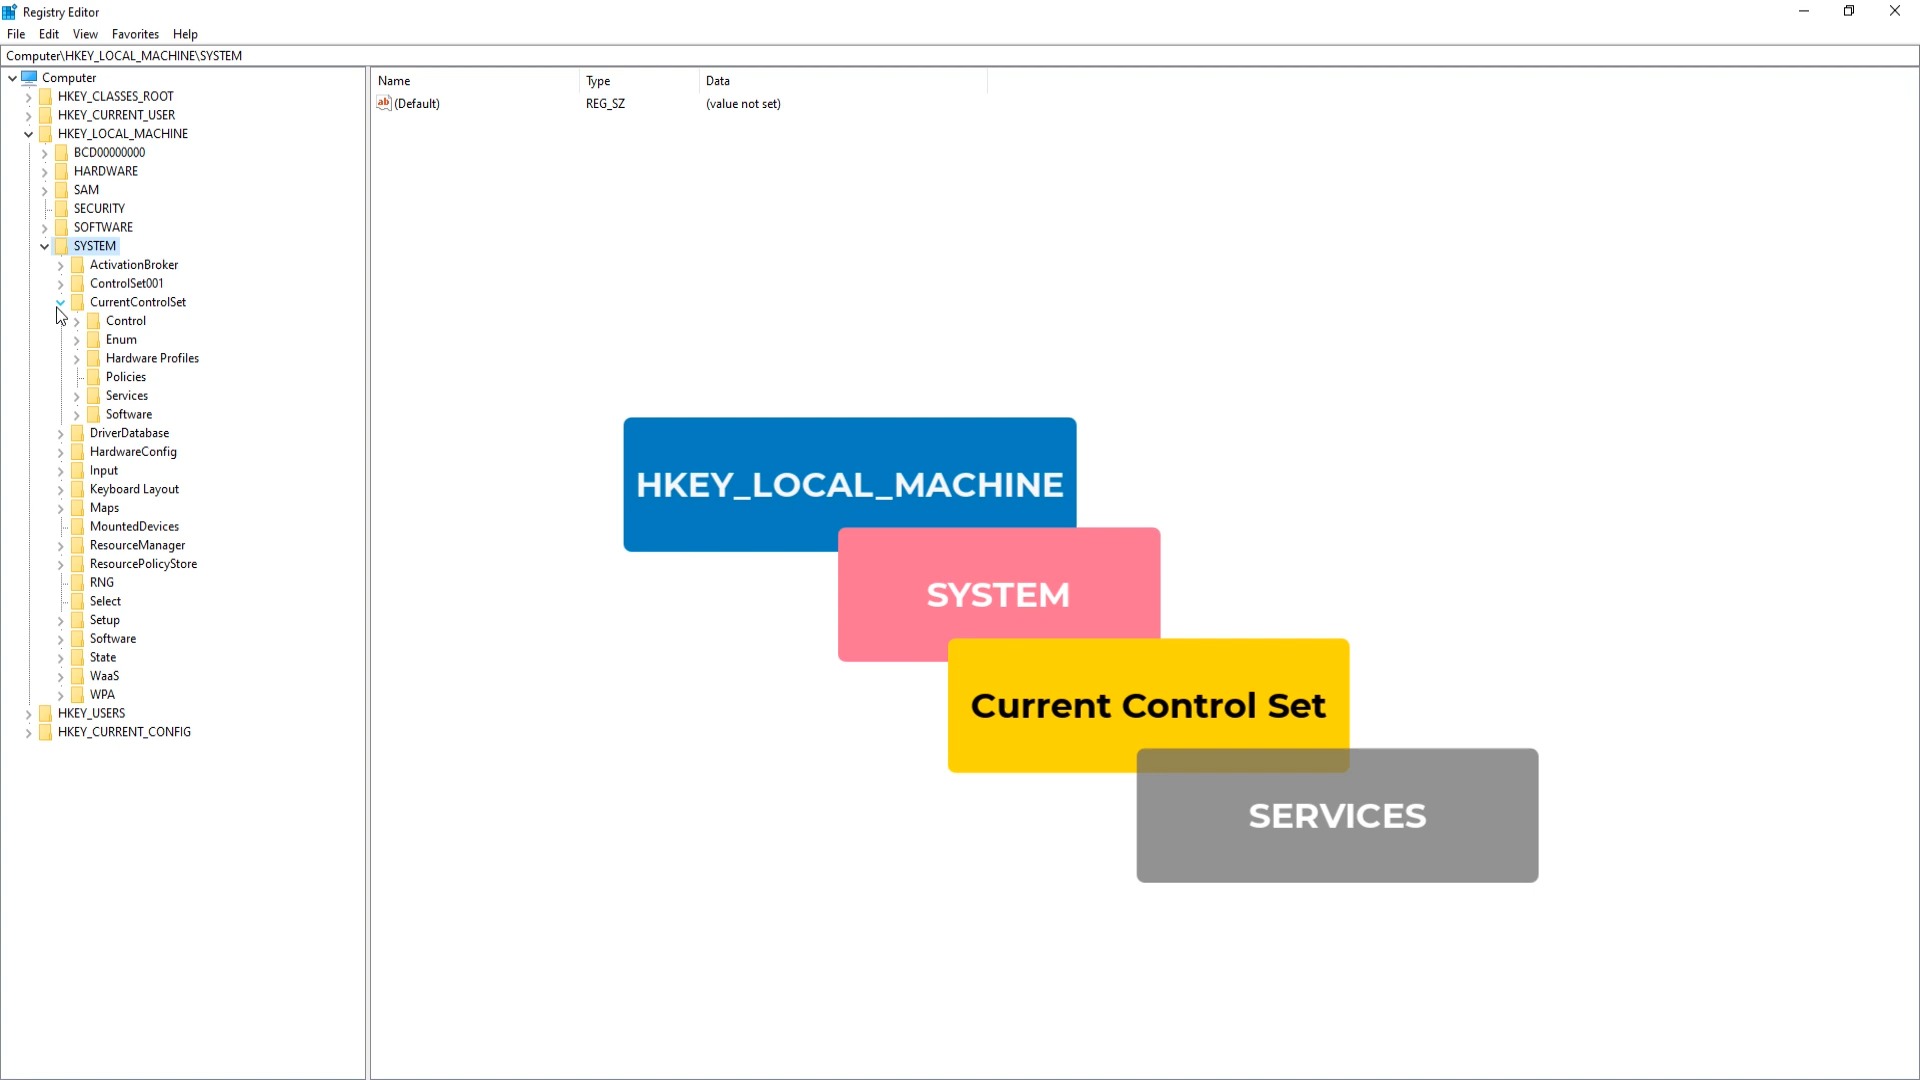 Registry Editor
File Edit View Favorites Help
Computer\HKEY_LOCAL_MACHINE\SYSTEM
Computer
HKEY_CLASSES_ROOT
HKEY_CURRENT_USER
HKEY_LOCAL_MACHINE
BCD00000000
HARDWARE
SAM
SECURITY
SOFTWARE
SYSTEM
ActivationBroker
ControlSet001
CurrentControlSet
Control
Enum
Hardware Profiles
Policies
Services
Software
DriverDatabase
HardwareConfig
Input
Keyboard Layout
Maps
MountedDevices
ResourceManager
ResourcePolicyStore
RNG
Select
Setup
Software
State
WaaS
WPA
HKEY_USERS
HKEY_CURRENT_CONFIG
Name Type Data
ab (Default) REG_SZ (value not set)
HKEY_LOCAL_MACHINE
SYSTEM
Current Control Set
SERVICES